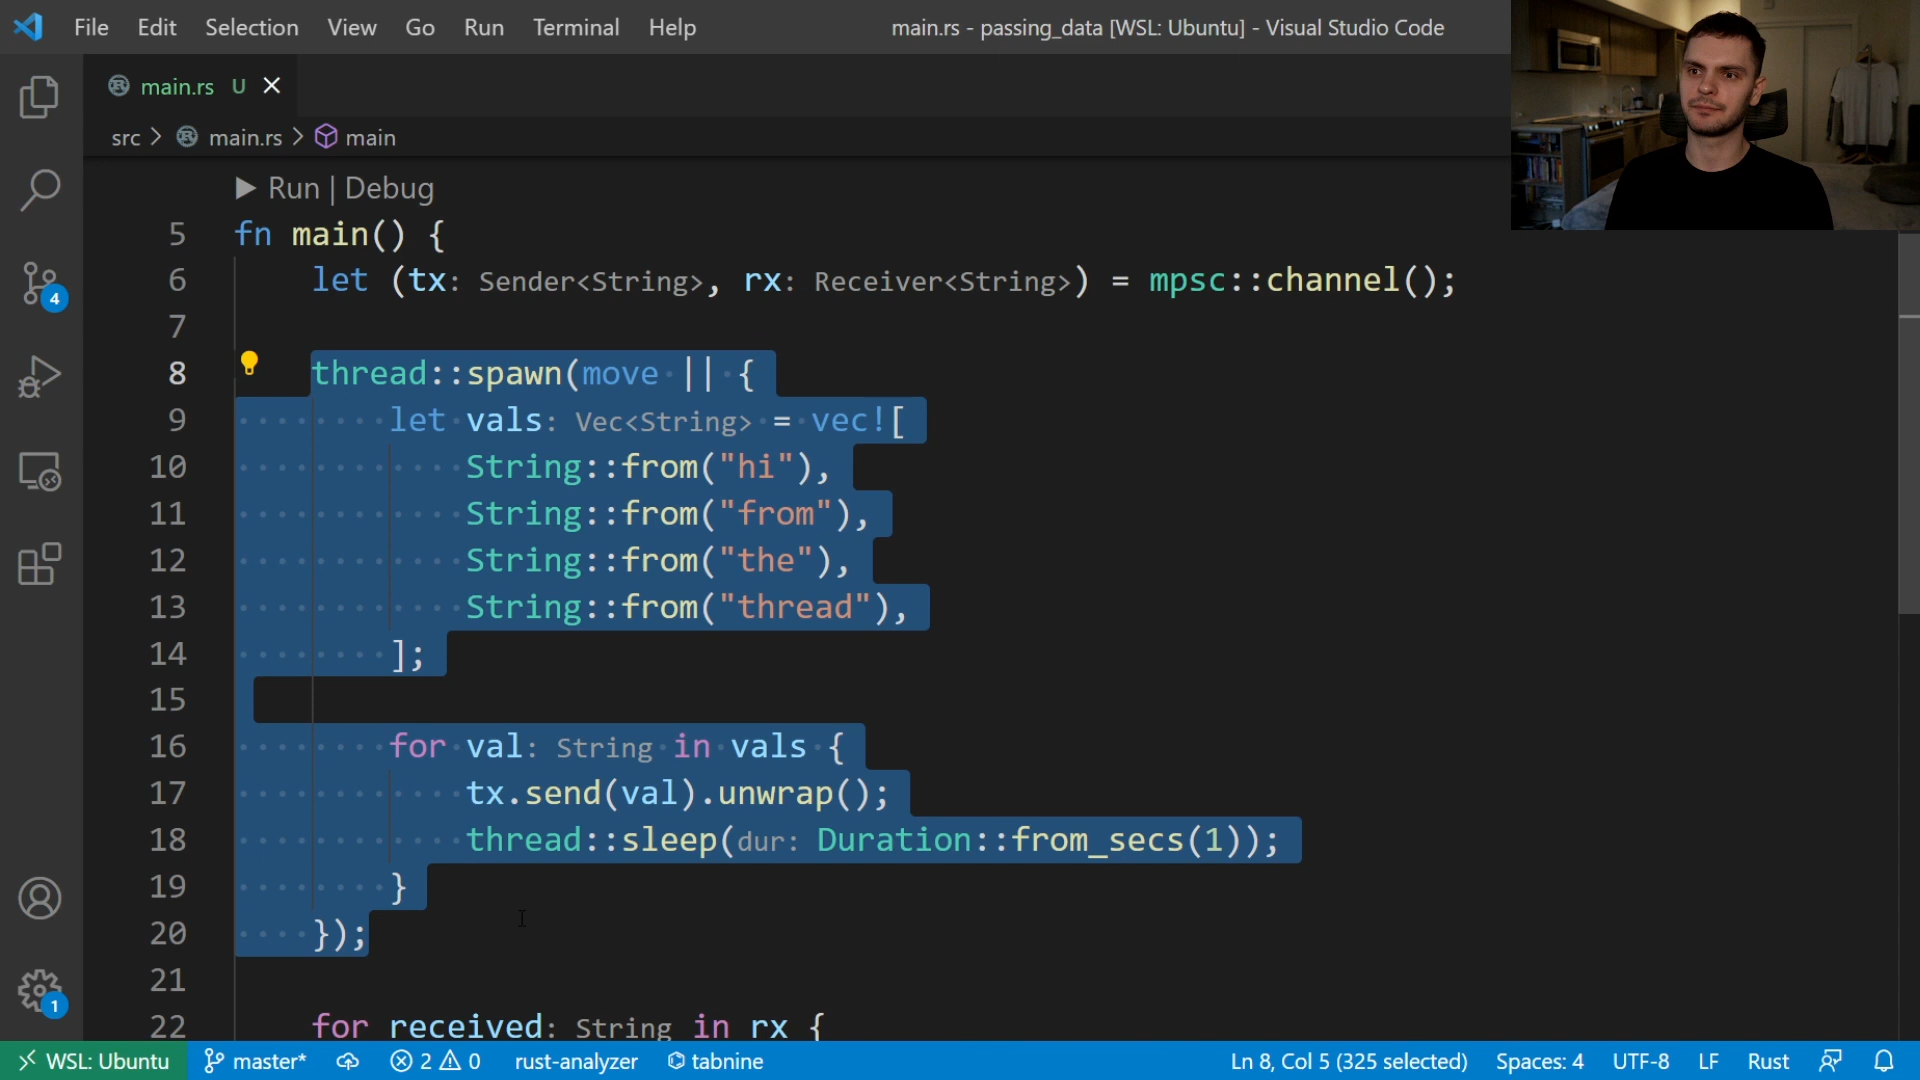 File Edit Selection View Go Run Terminal Help main.rs - passing_data [WSL: Ubuntu] - Visual Studio Code
main.rs U
src > main.rs > main
Run | Debug
5 fn main() {
6 let (tx: Sender<String>, rx: Receiver<String>) = mpsc::channel();
7
8 thread::spawn(move || {
9 let vals: Vec<String> = vec![
10 String::from("hi"),
11 String::from("from"),
12 String::from("the"),
13 String::from("thread"),
14 ];
15
16 for val: String in vals {
17 tx.send(val).unwrap();
18 thread::sleep(dur: Duration::from_secs(1));
19 }
20 });
21
22 for received: String in rx {
4
1
WSL: Ubuntu master* 2 0 rust-analyzer tabnine Ln 8, Col 5 (325 selected) Spaces: 4 UTF-8 LF Rust